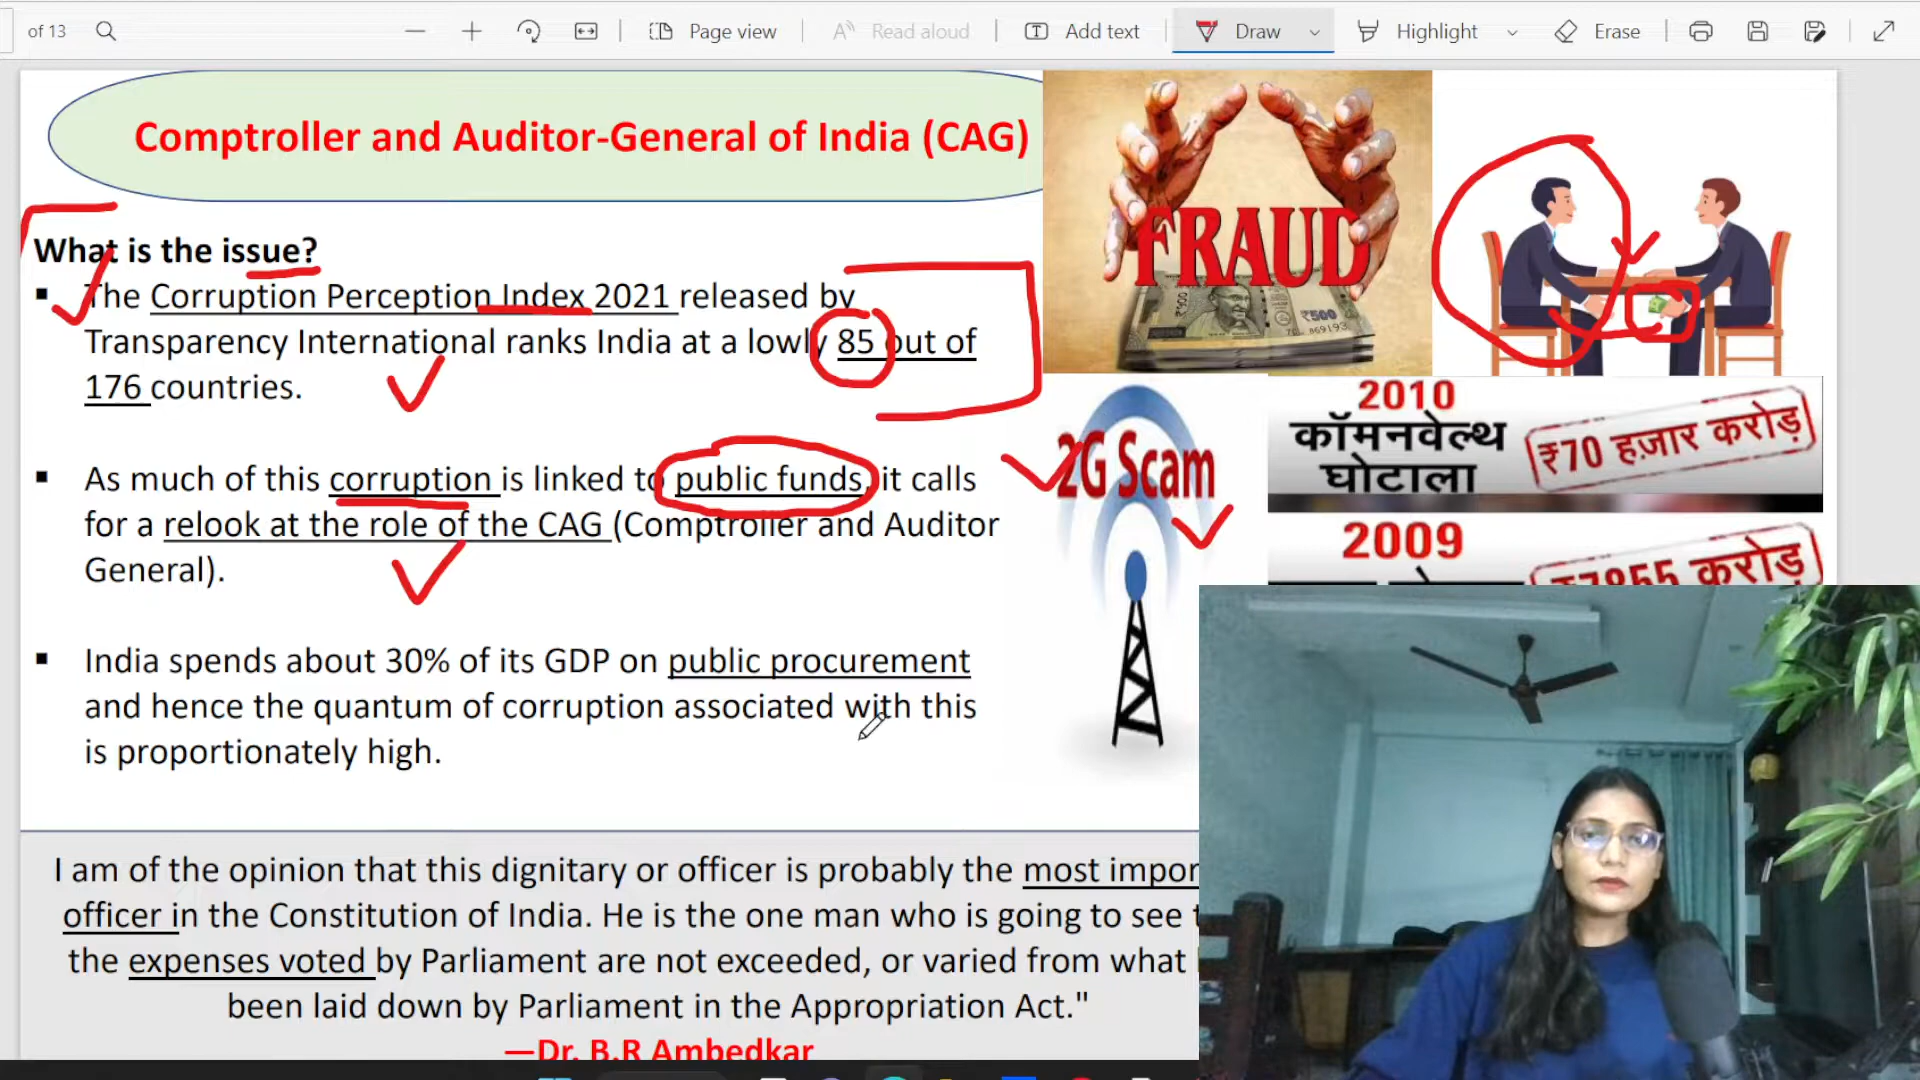 of 13
Page view
Read aloud
Add text
Draw
Highlight
Erase
Comptroller and Auditor-General of India (CAG)
What is the issue?
The Corruption Perception Index 2021 released by
Transparency International ranks India at a lowly 85 out of
176 countries.
As much of this corruption is linked to public funds, it calls
for a relook at the role of the CAG (Comptroller and Auditor
General).
India spends about 30% of its GDP on public procurement
and hence the quantum of corruption associated with this
is proportionately high.
FRAUD
₹500
869193
2G Scam
2010
कॉमनवेल्थ
घोटाला
₹70 हज़ार करोड़
2009
₹7855 करोड़
I am of the opinion that this dignitary or officer is probably the most impor
officer in the Constitution of India. He is the one man who is going to see t
the expenses voted by Parliament are not exceeded, or varied from what
been laid down by Parliament in the Appropriation Act."
—Dr. B.R Ambedkar